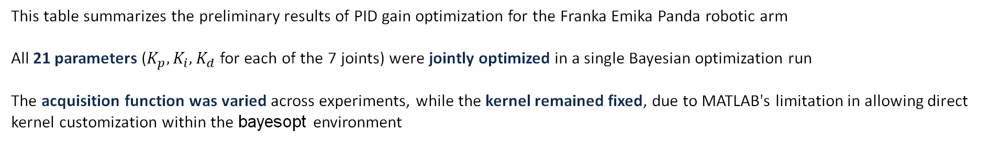 This table summarizes the preliminary results of PID gain optimization for the Franka Emika Panda robotic arm
All 21 parameters (K_p, K_i, K_d for each of the 7 joints) were jointly optimized in a single Bayesian optimization run
The acquisition function was varied across experiments, while the kernel remained fixed, due to MATLAB's limitation in allowing direct
kernel customization within the bayesopt environment